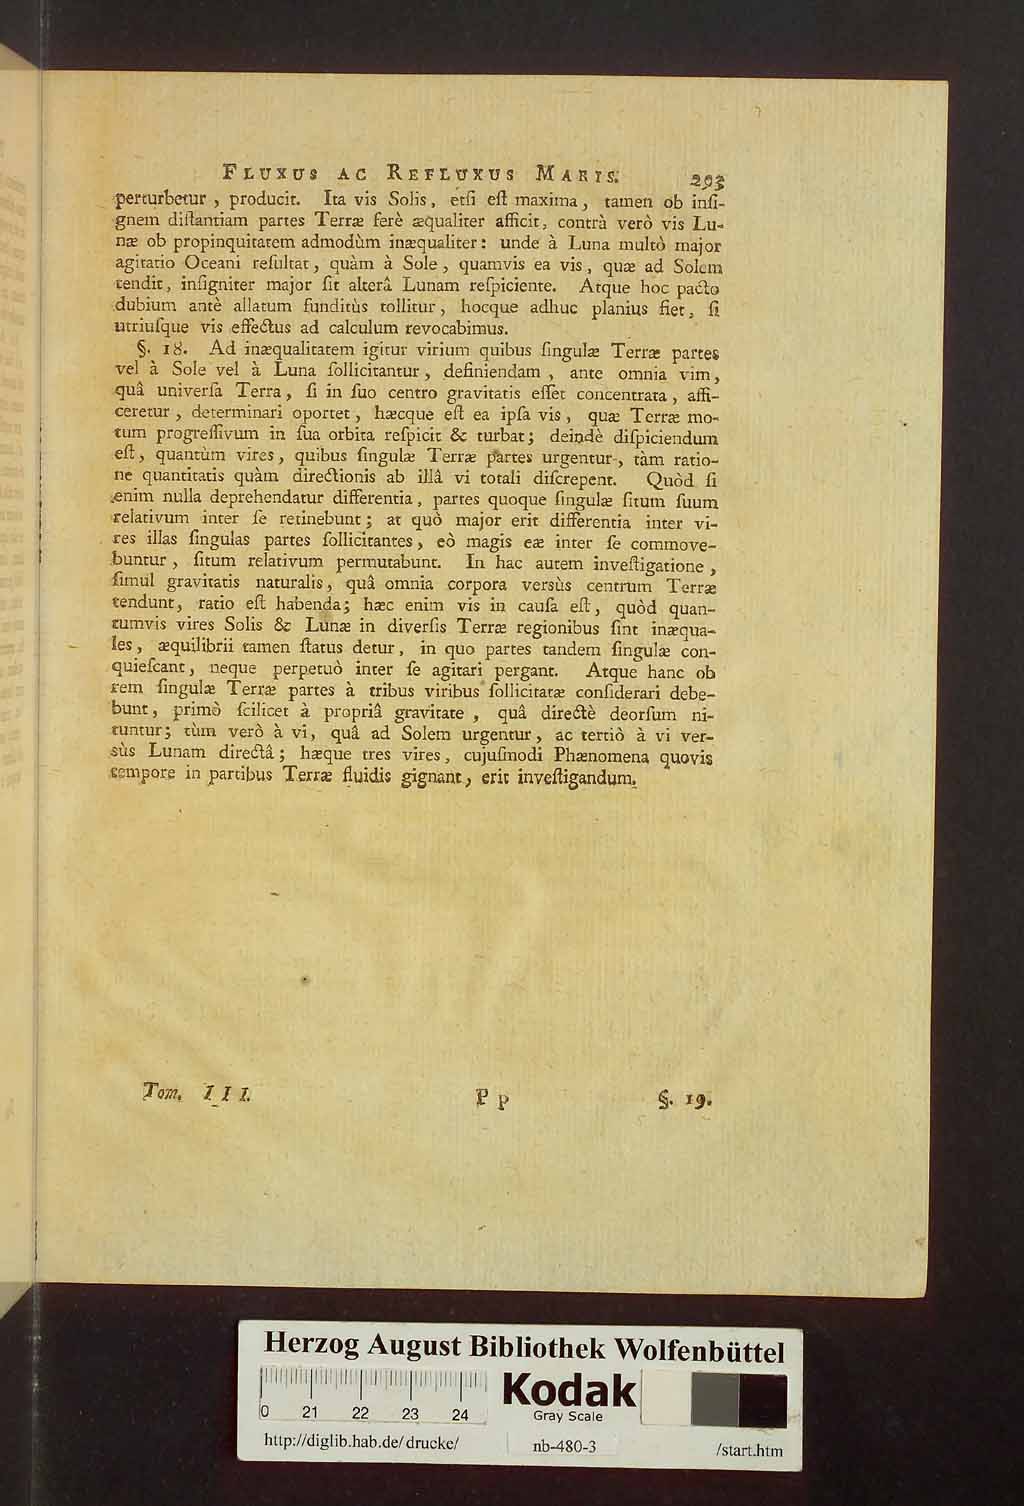 FLUXUS AC REFLUXUS MARIS. 293
perturbetur, producit. Ita vis Solis, etſi eſt maxima, tamen ob inſi-
gnem diſtantiam partes Terræ ferè æqualiter afficit, contrà verò vis Lu-
næ ob propinquitatem admodùm inæqualiter: unde à Luna multò major
agitatio Oceani reſultat, quàm à Sole, quamvis ea vis, quæ ad Solem
tendit, inſigniter major ſit alterâ Lunam reſpiciente. Atque hoc pacto
dubium antè allatum funditùs tollitur, hocque adhuc planius fiet, ſi
utriuſque vis effectus ad calculum revocabimus.
§. 18. Ad inæqualitatem igitur virium quibus ſingulæ Terræ partes
vel à Sole vel à Luna ſollicitantur, definiendam, ante omnia vim,
quâ univerſa Terra, ſi in ſuo centro gravitatis eſſet concentrata, affi-
ceretur, determinari oportet, hæcque eſt ea ipſa vis, quæ Terræ mo-
tum progreſſivum in ſua orbita reſpicit & turbat; deindè diſpiciendum
eſt, quantùm vires, quibus ſingulæ Terræ partes urgentur, tàm ratio-
ne quantitatis quàm directionis ab illâ vi totali diſcrepent. Quòd ſi
enim nulla deprehendatur differentia, partes quoque ſingulæ ſitum ſuum
relativum inter ſe retinebunt; at quò major erit differentia inter vi-
res illas ſingulas partes ſollicitantes, eò magis eæ inter ſe commove-
buntur, ſitum relativum permutabunt. In hac autem inveſtigatione,
ſimul gravitatis naturalis, quâ omnia corpora versùs centrum Terræ
tendunt, ratio eſt habenda; hæc enim vis in cauſa eſt, quòd quan-
tumvis vires Solis & Lunæ in diverſis Terræ regionibus ſint inæqua-
les, æquilibrii tamen ſtatus detur, in quo partes tandem ſingulæ con-
quieſcant, neque perpetuò inter ſe agitari pergant. Atque hanc ob
rem ſingulæ Terræ partes à tribus viribus ſollicitatæ conſiderari debe-
bunt, primò ſcilicet à propriâ gravitate, quâ directè deorſum ni-
tuntur; tùm verò à vi, quâ ad Solem urgentur, ac tertiò à vi ver-
sùs Lunam directâ; hæque tres vires, cujuſmodi Phænomena quovis
tempore in partibus Terræ fluidis gignant, erit inveſtigandum.
Tom. III. Pp §. 19.
Herzog August Bibliothek Wolfenbüttel
0 21 22 23 24
Kodak
Gray Scale
http://diglib.hab.de/drucke/ nb-480-3 /start.htm